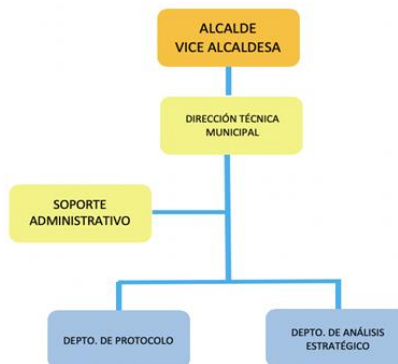 ALCALDE
VICE ALCALDESA
DIRECCIÓN TÉCNICA
MUNICIPAL
SOPORTE
ADMINISTRATIVO
DEPTO. DE PROTOCOLO
DEPTO. DE ANÁLISIS
ESTRATÉGICO